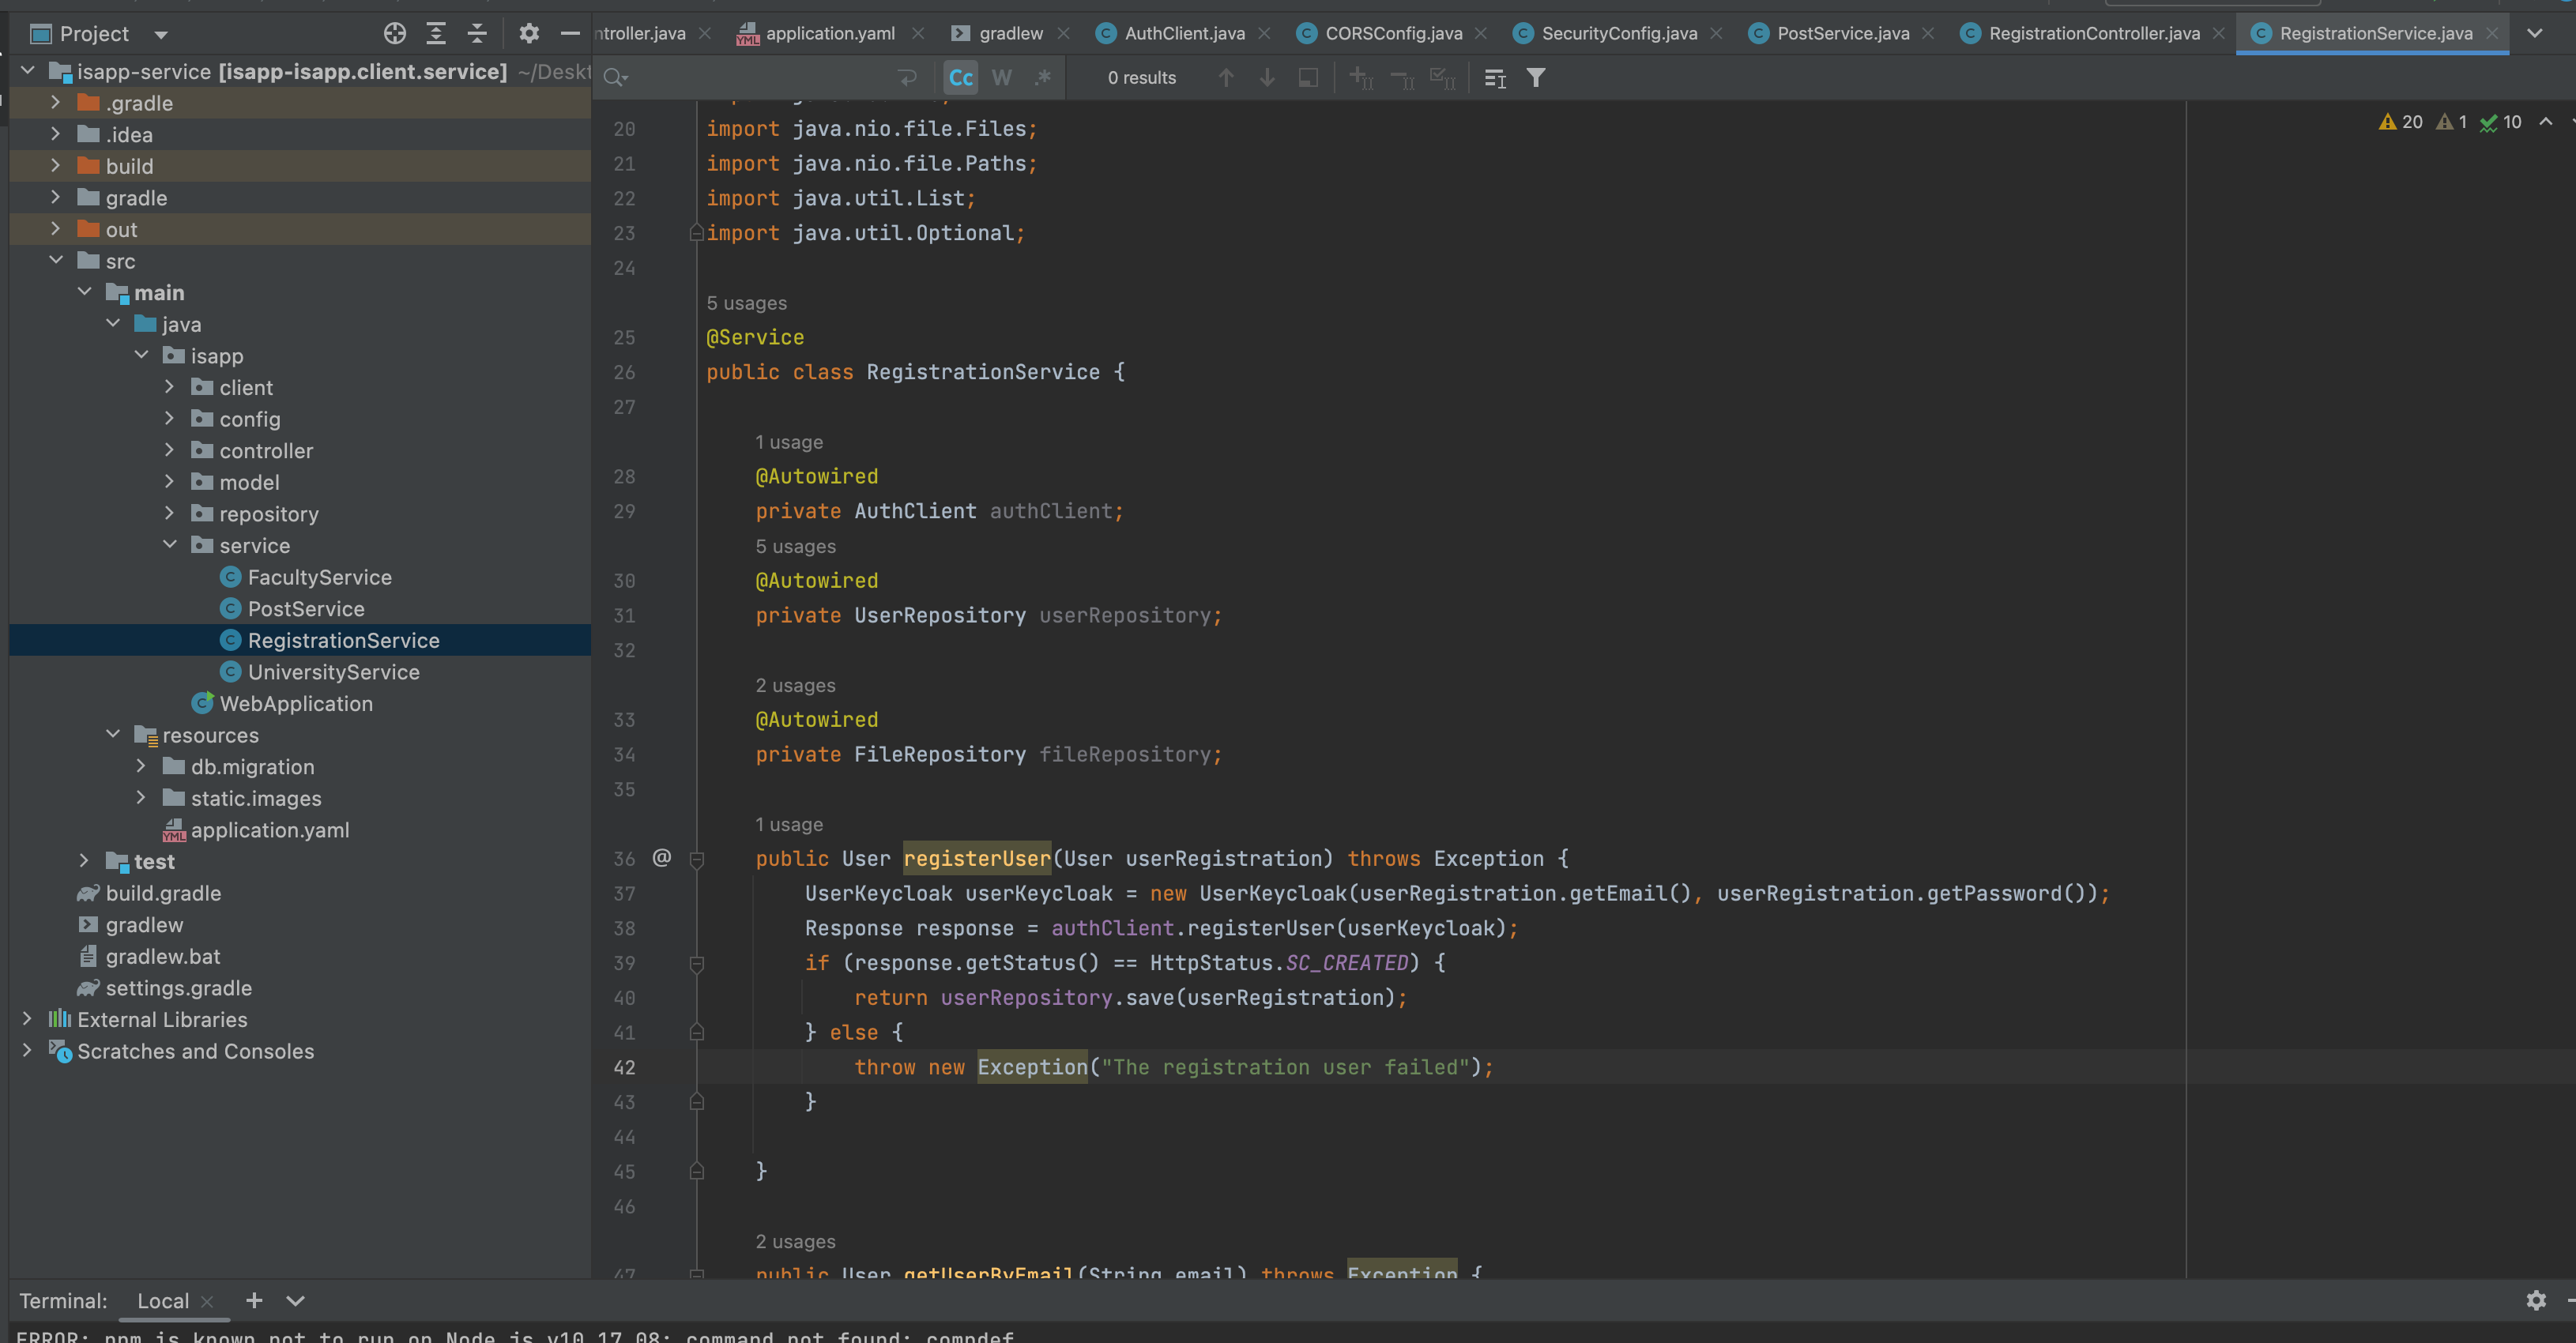 Project
ntroller.java application.yaml gradlew AuthClient.java CORSConfig.java SecurityConfig.java PostService.java RegistrationController.java RegistrationService.java
isapp-service [isapp-isapp.client.service] ~/Deskt
Cc W .* 0 results
.gradle
.idea
build
gradle
out
src
main
java
isapp
client
config
controller
model
repository
service
FacultyService
PostService
RegistrationService
UniversityService
WebApplication
resources
db.migration
static.images
application.yaml
test
build.gradle
gradlew
gradlew.bat
settings.gradle
External Libraries
Scratches and Consoles
20 1 10
20 import java.nio.file.Files;
21 import java.nio.file.Paths;
22 import java.util.List;
23 import java.util.Optional;
24
5 usages
25 @Service
26 public class RegistrationService {
27
1 usage
28 @Autowired
29 private AuthClient authClient;
5 usages
30 @Autowired
31 private UserRepository userRepository;
32
2 usages
33 @Autowired
34 private FileRepository fileRepository;
35
1 usage
36 @ public User registerUser(User userRegistration) throws Exception {
37 UserKeycloak userKeycloak = new UserKeycloak(userRegistration.getEmail(), userRegistration.getPassword());
38 Response response = authClient.registerUser(userKeycloak);
39 if (response.getStatus() == HttpStatus.SC_CREATED) {
40 return userRepository.save(userRegistration);
41 } else {
42 throw new Exception("The registration user failed");
43 }
44
45 }
46
2 usages
47 public User getUserByEmail(String email) throws Exception {
Terminal: Local
ERROR: npm is known not to run on Node.js v10.17.08: command not found: compdef